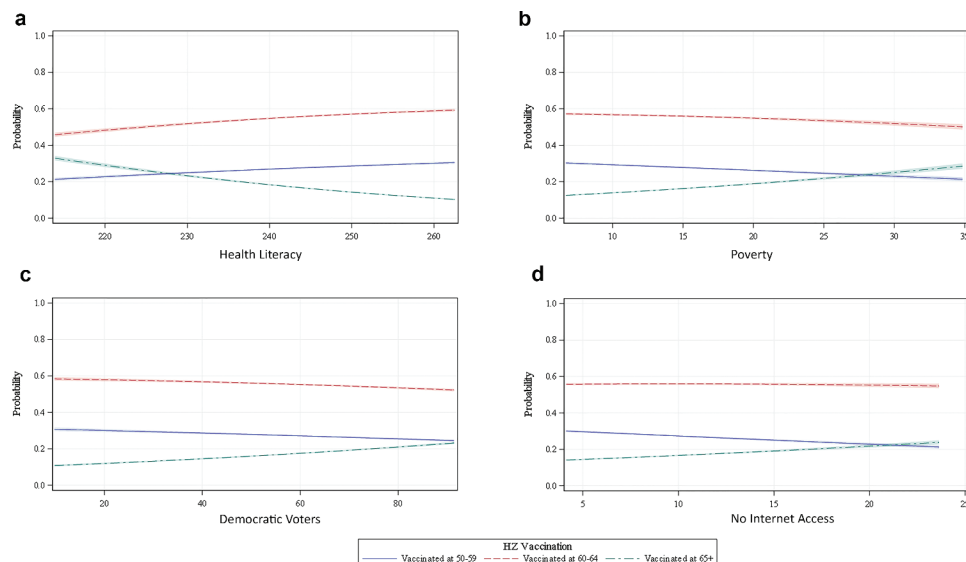 a
1.0
0.8
0.6
0.4
0.2
0.0
Probability
220 230 240 250 260
Health Literacy
b
1.0
0.8
0.6
0.4
0.2
0.0
Probability
10 15 20 25 30 35
Poverty
c
1.0
0.8
0.6
0.4
0.2
0.0
Probability
20 40 60 80
Democratic Voters
d
1.0
0.8
0.6
0.4
0.2
0.0
Probability
5 10 15 20 25
No Internet Access
HZ Vaccination
Vaccinated at 50-59 Vaccinated at 60-64 Vaccinated at 65+